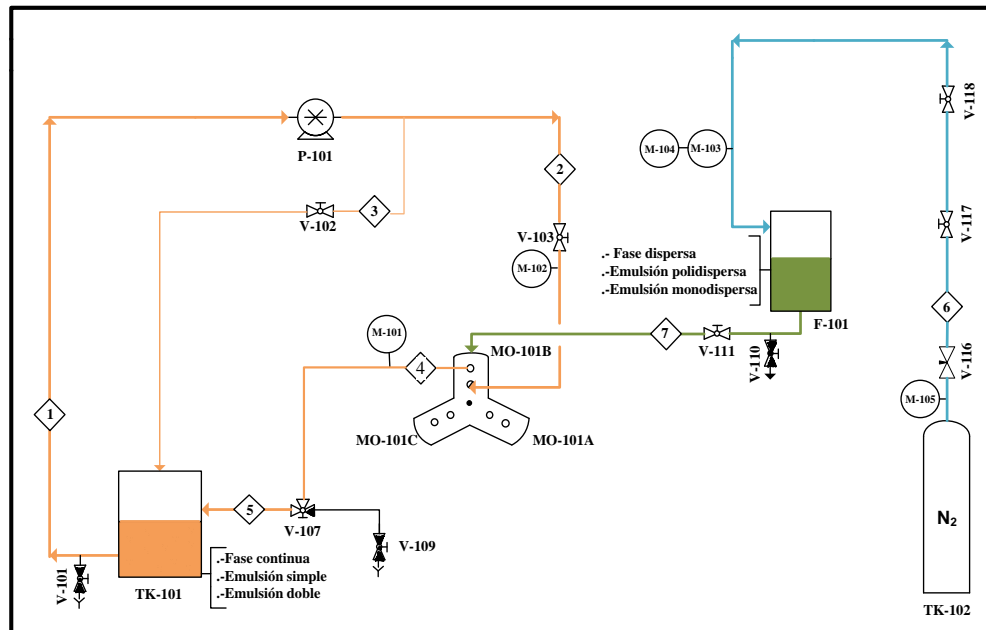 P-101
M-104
M-103
V-118
2
3
V-102
V-103
V-117
M-102
.- Fase dispersa
.-Emulsión polidispersa
.-Emulsión monodispersa
F-101
6
M-101
7
V-111
V-110
V-116
MO-101B
4
M-105
1
MO-101C
MO-101A
5
V-107
N2
V-109
V-101
TK-101
.-Fase continua
.-Emulsión simple
.-Emulsión doble
TK-102